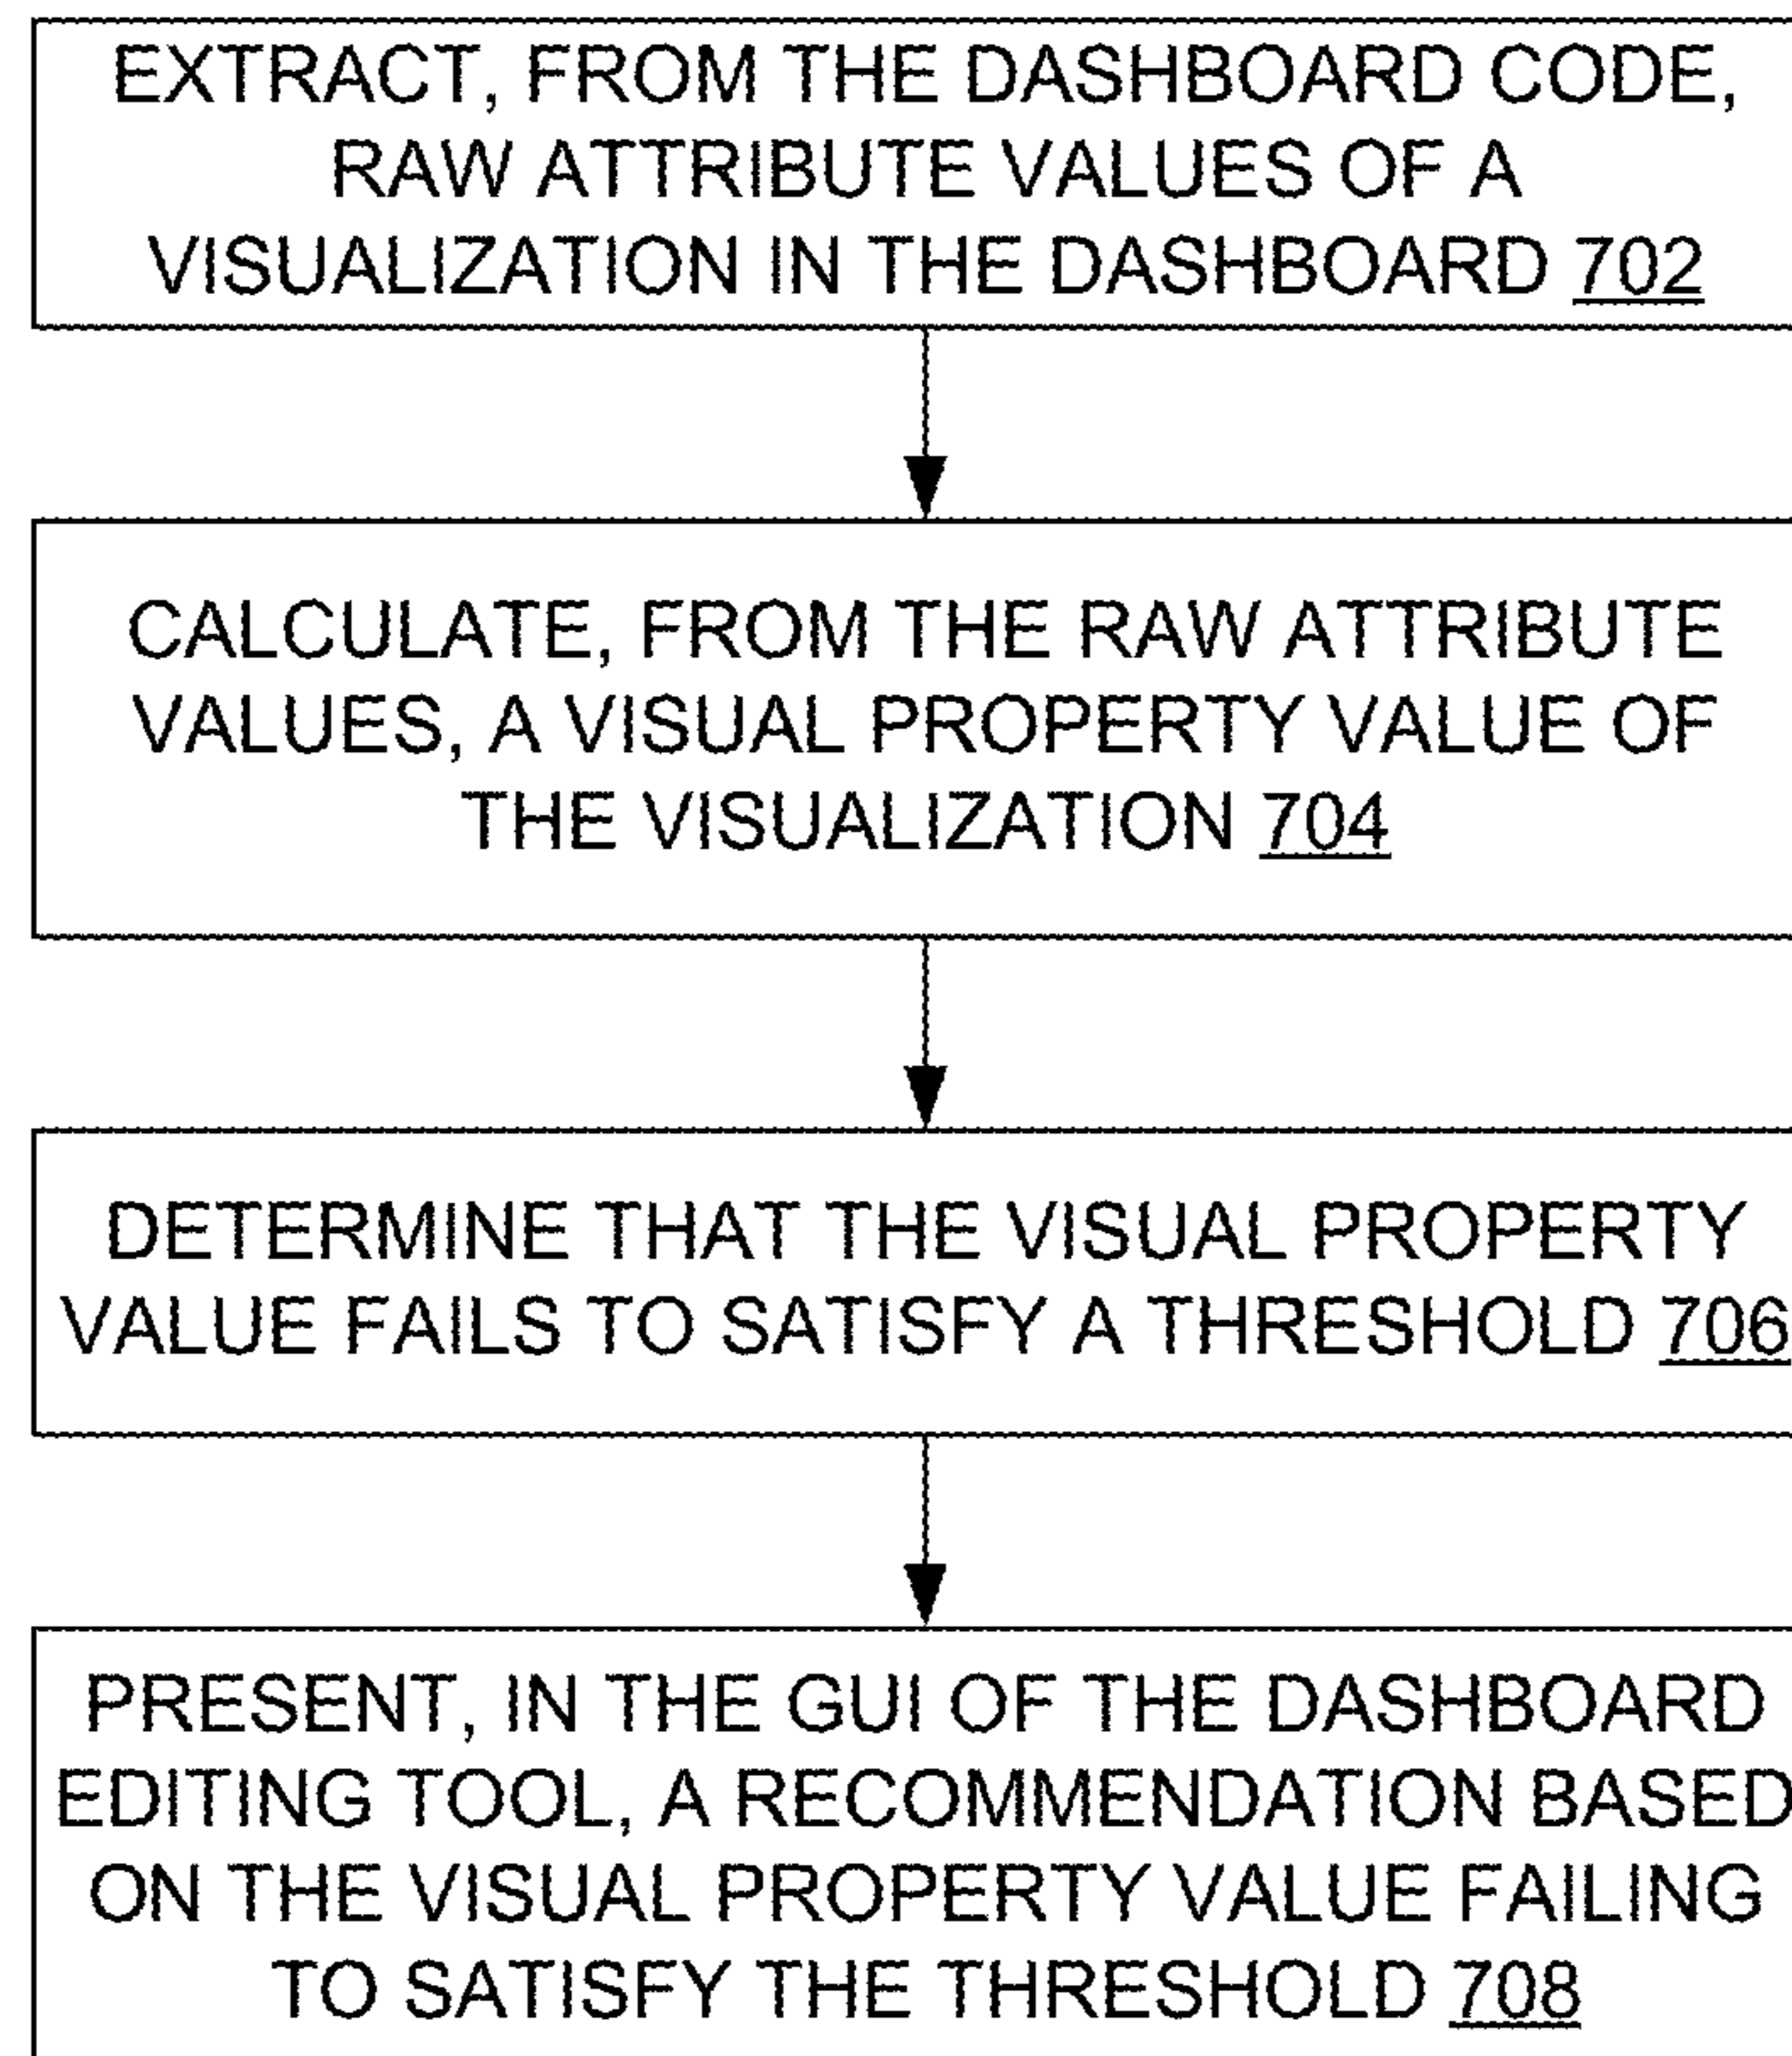 EXTRACT, FROM THE DASHBOARD CODE,
RAW ATTRIBUTE VALUES OF A
VISUALIZATION IN THE DASHBOARD 702
CALCULATE, FROM THE RAW ATTRIBUTE
VALUES, A VISUAL PROPERTY VALUE OF
THE VISUALIZATION 704
DETERMINE THAT THE VISUAL PROPERTY
VALUE FAILS TO SATISFY A THRESHOLD 706
PRESENT, IN THE GUI OF THE DASHBOARD
EDITING TOOL, A RECOMMENDATION BASED
ON THE VISUAL PROPERTY VALUE FAILING
TO SATISFY THE THRESHOLD 708